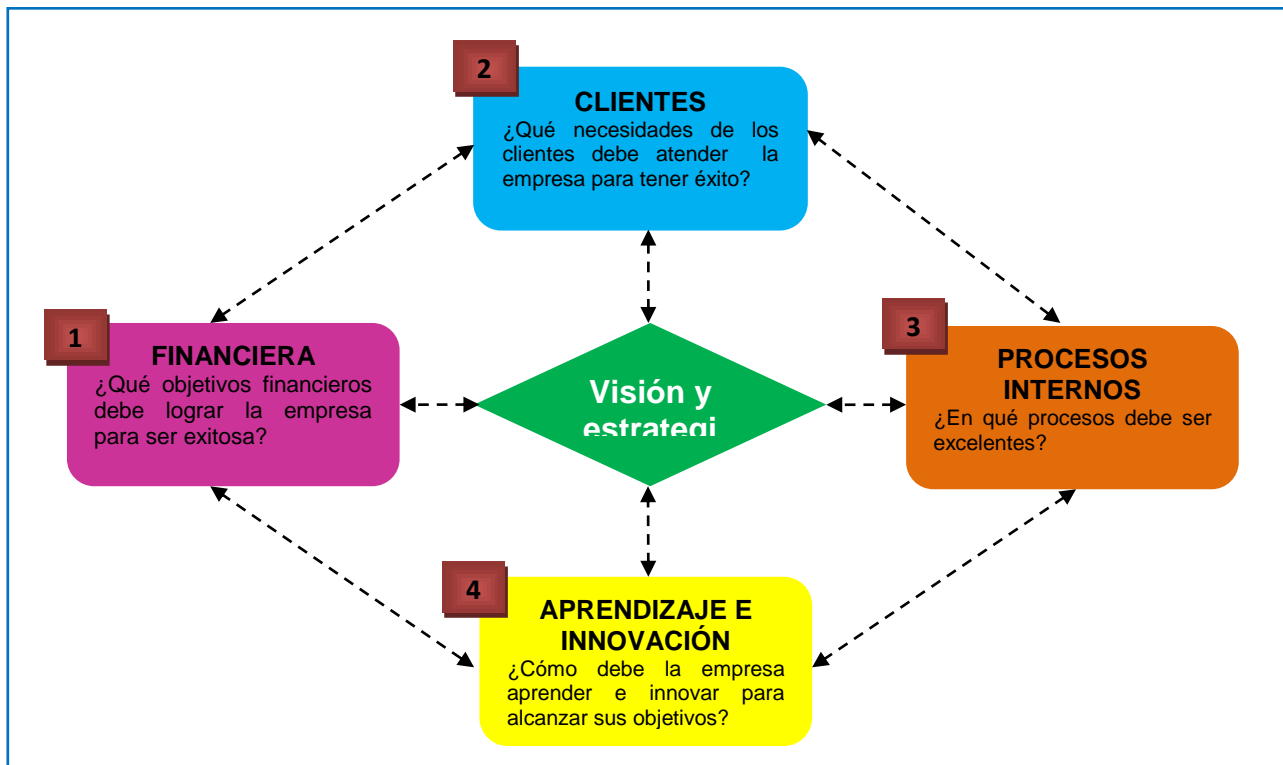 2
CLIENTES
¿Qué necesidades de los
clientes debe atender la
empresa para tener éxito?
1
FINANCIERA
¿Qué objetivos financieros
debe lograr la empresa
para ser exitosa?
Visión y
estrategi
3
PROCESOS
INTERNOS
¿En qué procesos debe ser
excelentes?
4
APRENDIZAJE E
INNOVACIÓN
¿Cómo debe la empresa
aprender e innovar para
alcanzar sus objetivos?